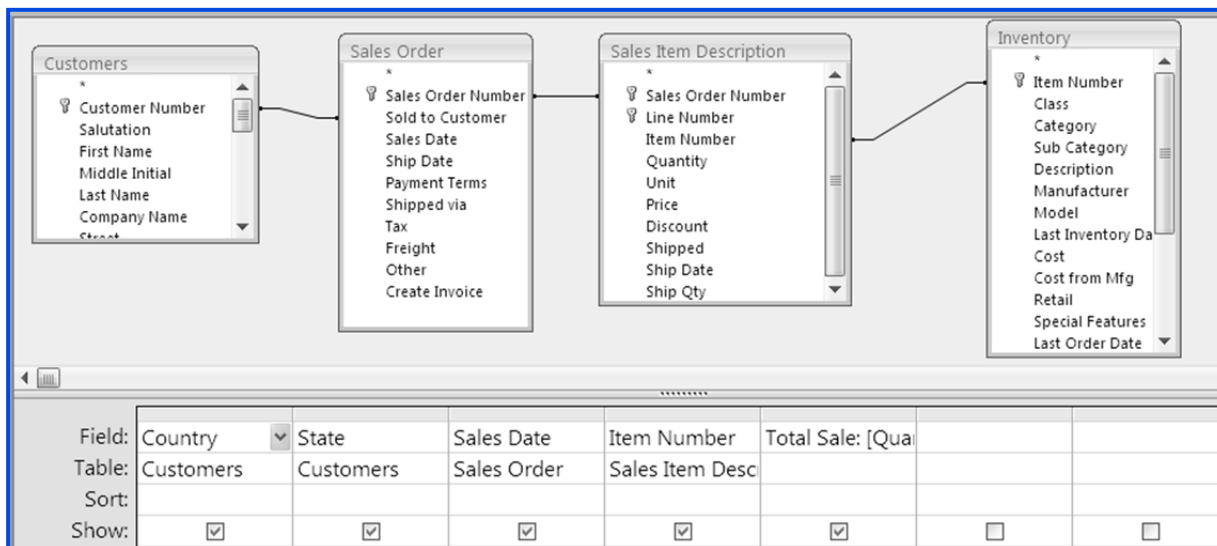 Customers
*
Customer Number
Salutation
First Name
Middle Initial
Last Name
Company Name
Street
Sales Order
*
Sales Order Number
Sold to Customer
Sales Date
Ship Date
Payment Terms
Shipped via
Tax
Freight
Other
Create Invoice
Sales Item Description
*
Sales Order Number
Line Number
Item Number
Quantity
Unit
Price
Discount
Shipped
Ship Date
Ship Qty
Inventory
*
Item Number
Class
Category
Sub Category
Description
Manufacturer
Model
Last Inventory Da
Cost
Cost from Mfg
Retail
Special Features
Last Order Date
Field: Country State Sales Date Item Number Total Sale: [Quan
Table: Customers Customers Sales Order Sales Item Desc
Sort:
Show: